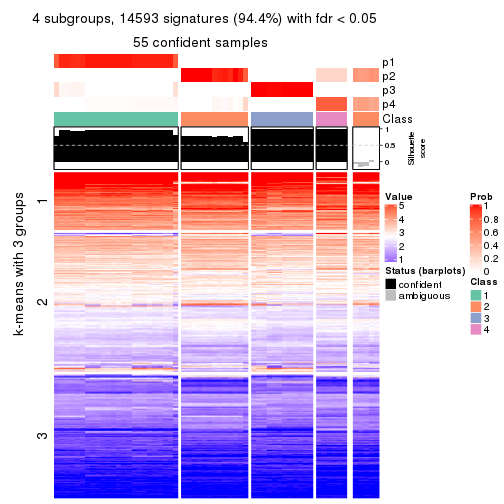 4 subgroups, 14593 signatures (94.4%) with fdr < 0.05
55 confident samples
p1
p2
p3
p4
Class
1
0.5
0
Silhouette
score
k-means with 3 groups
1
2
3
Value
5
4
3
2
1
Status (barplots)
confident
ambiguous
Prob
1
0.8
0.6
0.4
0.2
0
Class
1
2
3
4